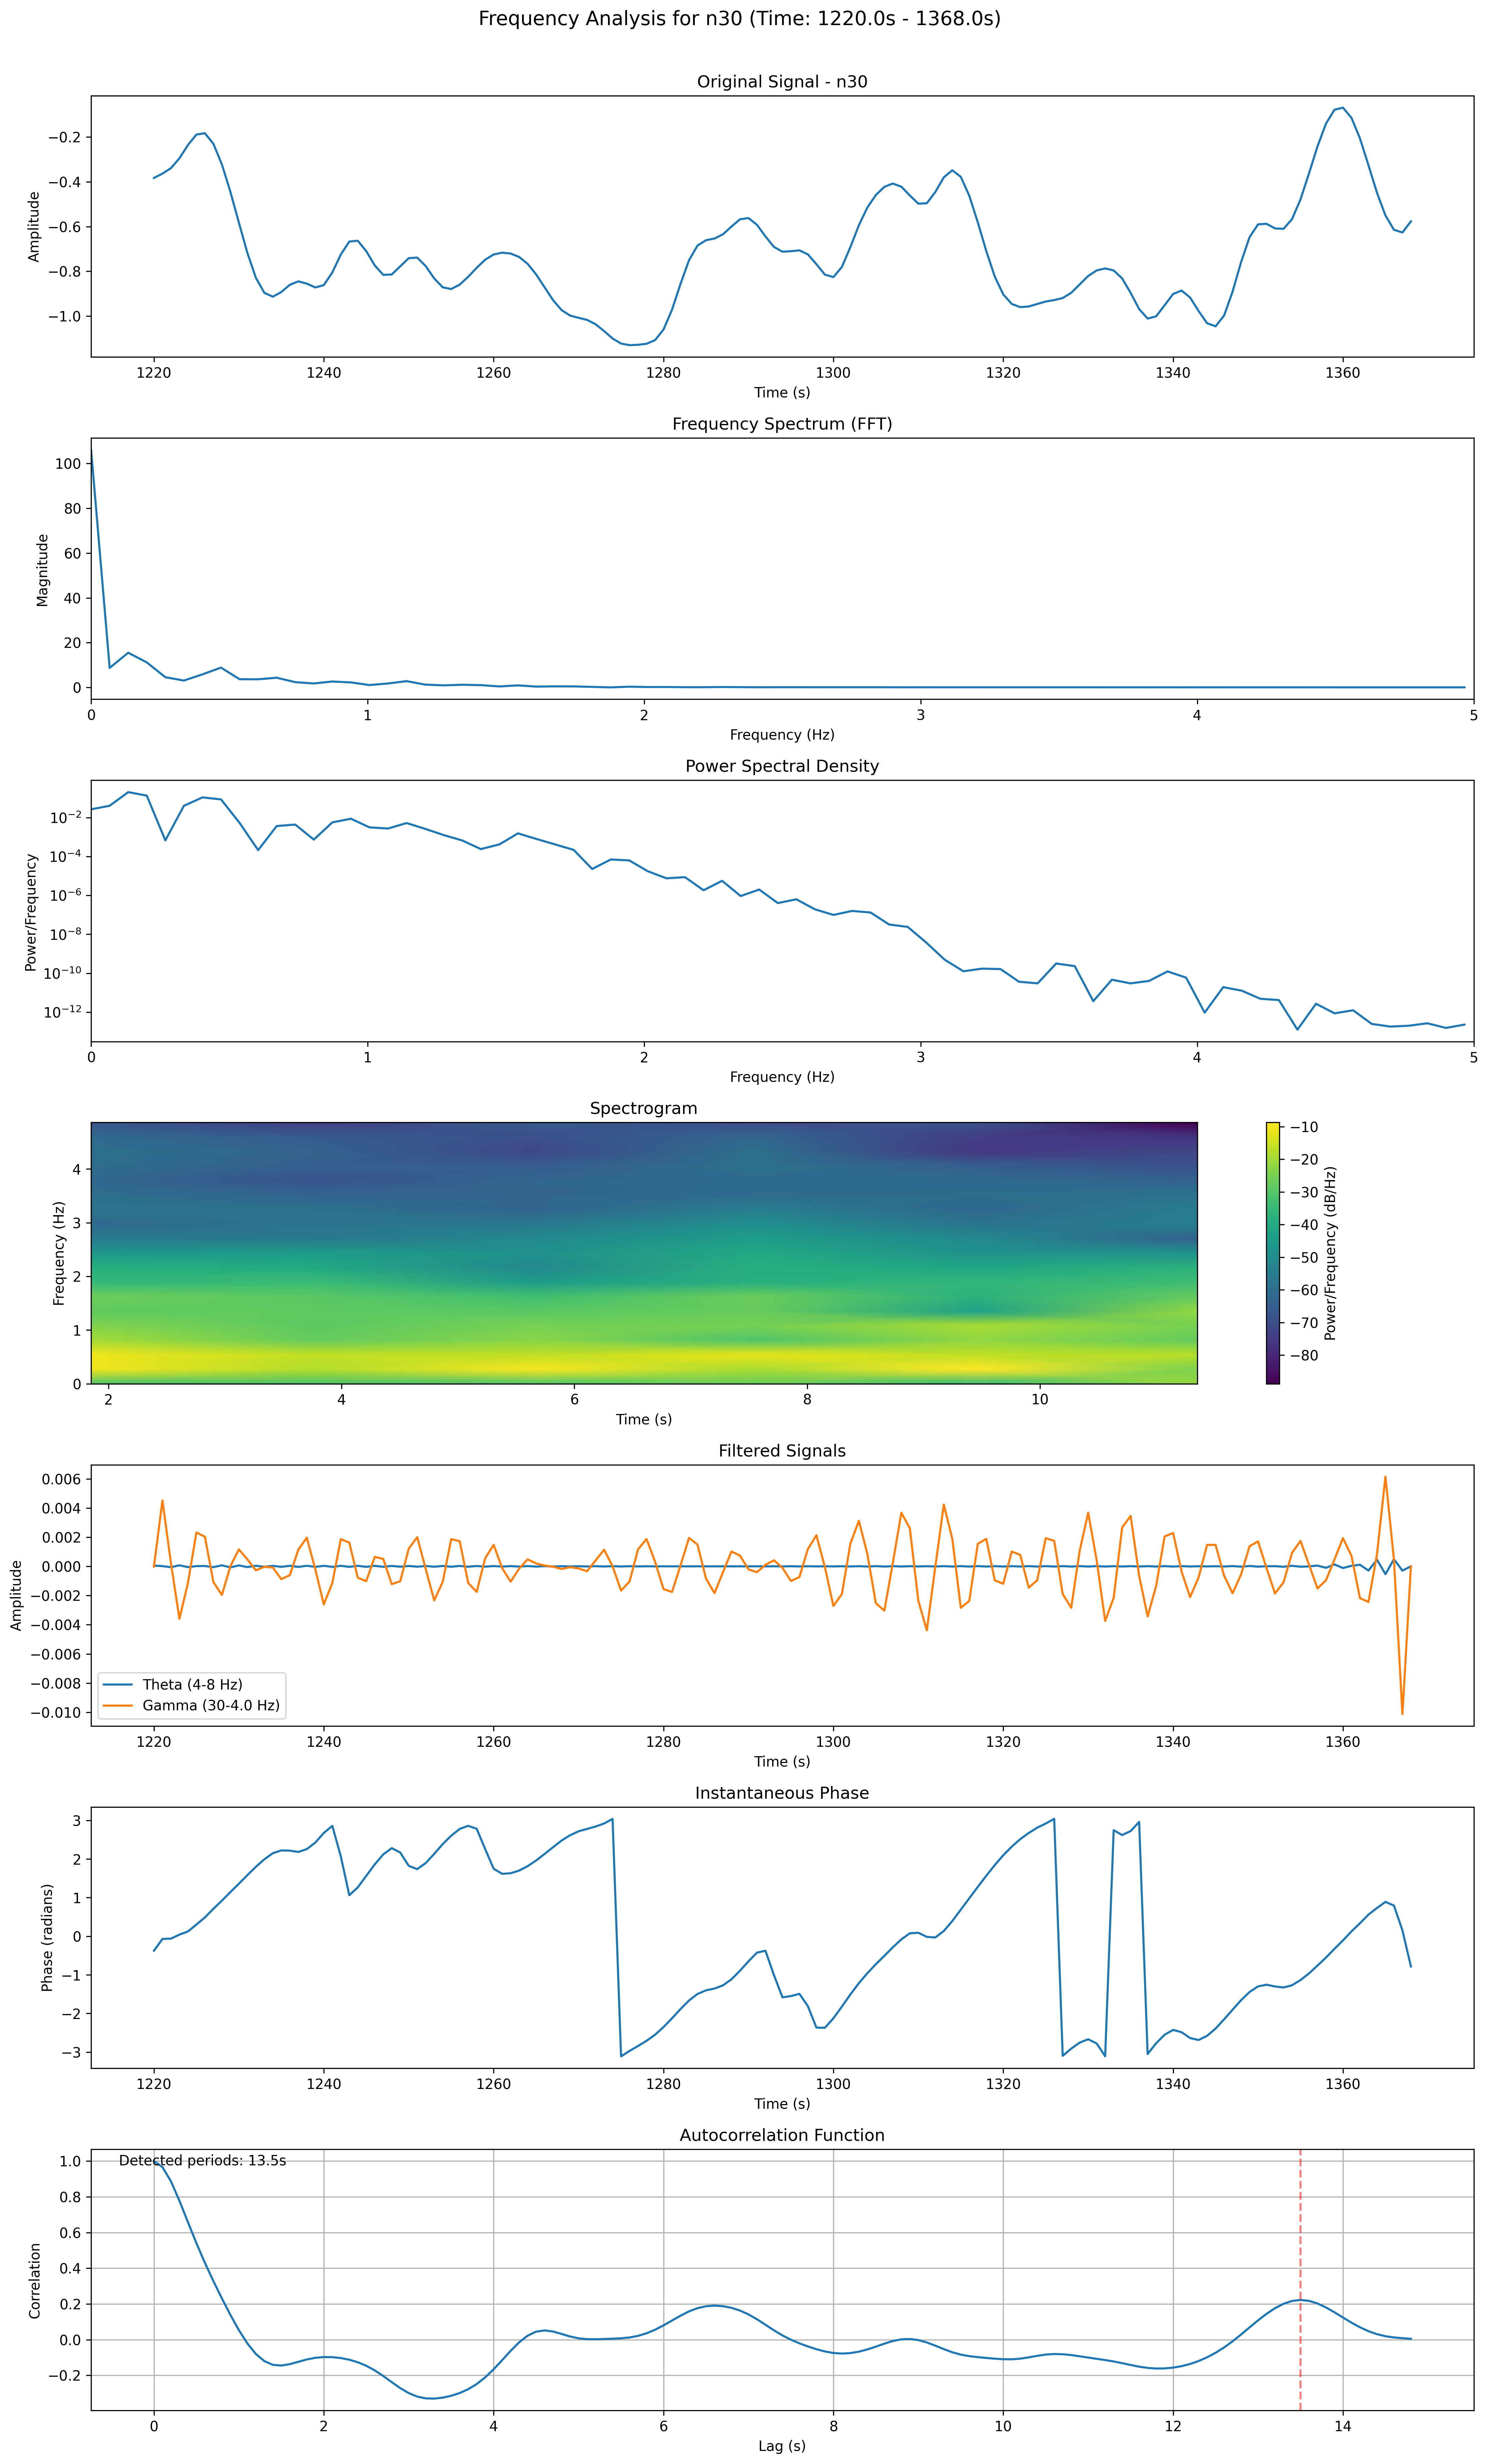 Frequency Analysis for n30 (Time: 1220.0s - 1368.0s)
Original Signal - n30
Amplitude
−0.2
−0.4
−0.6
−0.8
−1.0
1220 1240 1260 1280 1300 1320 1340 1360
Time (s)
Frequency Spectrum (FFT)
Magnitude
100
80
60
40
20
0
0 1 2 3 4 5
Frequency (Hz)
Power Spectral Density
Power/Frequency
10⁻²
10⁻⁴
10⁻⁶
10⁻⁸
10⁻¹⁰
10⁻¹²
0 1 2 3 4 5
Frequency (Hz)
Spectrogram
Frequency (Hz)
4
3
2
1
0
2 4 6 8 10
Time (s)
−10
−20
−30
−40
−50
−60
−70
−80
Power/Frequency (dB/Hz)
Filtered Signals
Amplitude
0.006
0.004
0.002
0.000
−0.002
−0.004
−0.006
−0.008
−0.010
Theta (4-8 Hz)
Gamma (30-4.0 Hz)
1220 1240 1260 1280 1300 1320 1340 1360
Time (s)
Instantaneous Phase
Phase (radians)
3
2
1
0
−1
−2
−3
1220 1240 1260 1280 1300 1320 1340 1360
Time (s)
Autocorrelation Function
Detected periods: 13.5s
Correlation
1.0
0.8
0.6
0.4
0.2
0.0
−0.2
0 2 4 6 8 10 12 14
Lag (s)